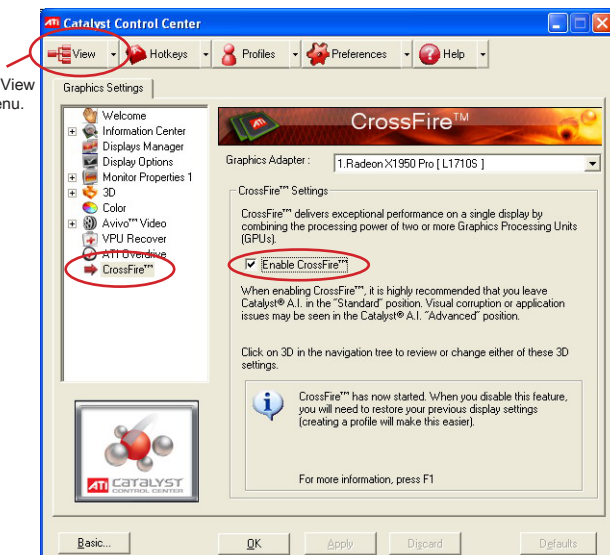 Catalyst Control Center
View
Hotkeys
Profiles
Preferences
Help
View
enu.
Graphics Settings
Welcome
Information Center
Displays Manager
Display Options
Monitor Properties 1
3D
Color
Avivo™ Video
VPU Recover
ATI Overdrive
CrossFire™
ATI
CATALYST
CONTROL CENTER
CrossFire™
Graphics Adapter :
1.Radeon X1950 Pro [ L1710S ]
CrossFire™ Settings
CrossFire™ delivers exceptional performance on a single display by
combining the processing power of two or more Graphics Processing Units
(GPUs).
Enable CrossFire™
When enabling CrossFire™, it is highly recommended that you leave
Catalyst® A.I. in the "Standard" position. Visual corruption or application
issues may be seen in the Catalyst® A.I. "Advanced" position.
Click on 3D in the navigation tree to review or change either of these 3D
settings.
CrossFire™ has now started. When you disable this feature,
you will need to restore your previous display settings
(creating a profile will make this easier).
For more information, press F1
Basic...
OK
Apply
Discard
Defaults